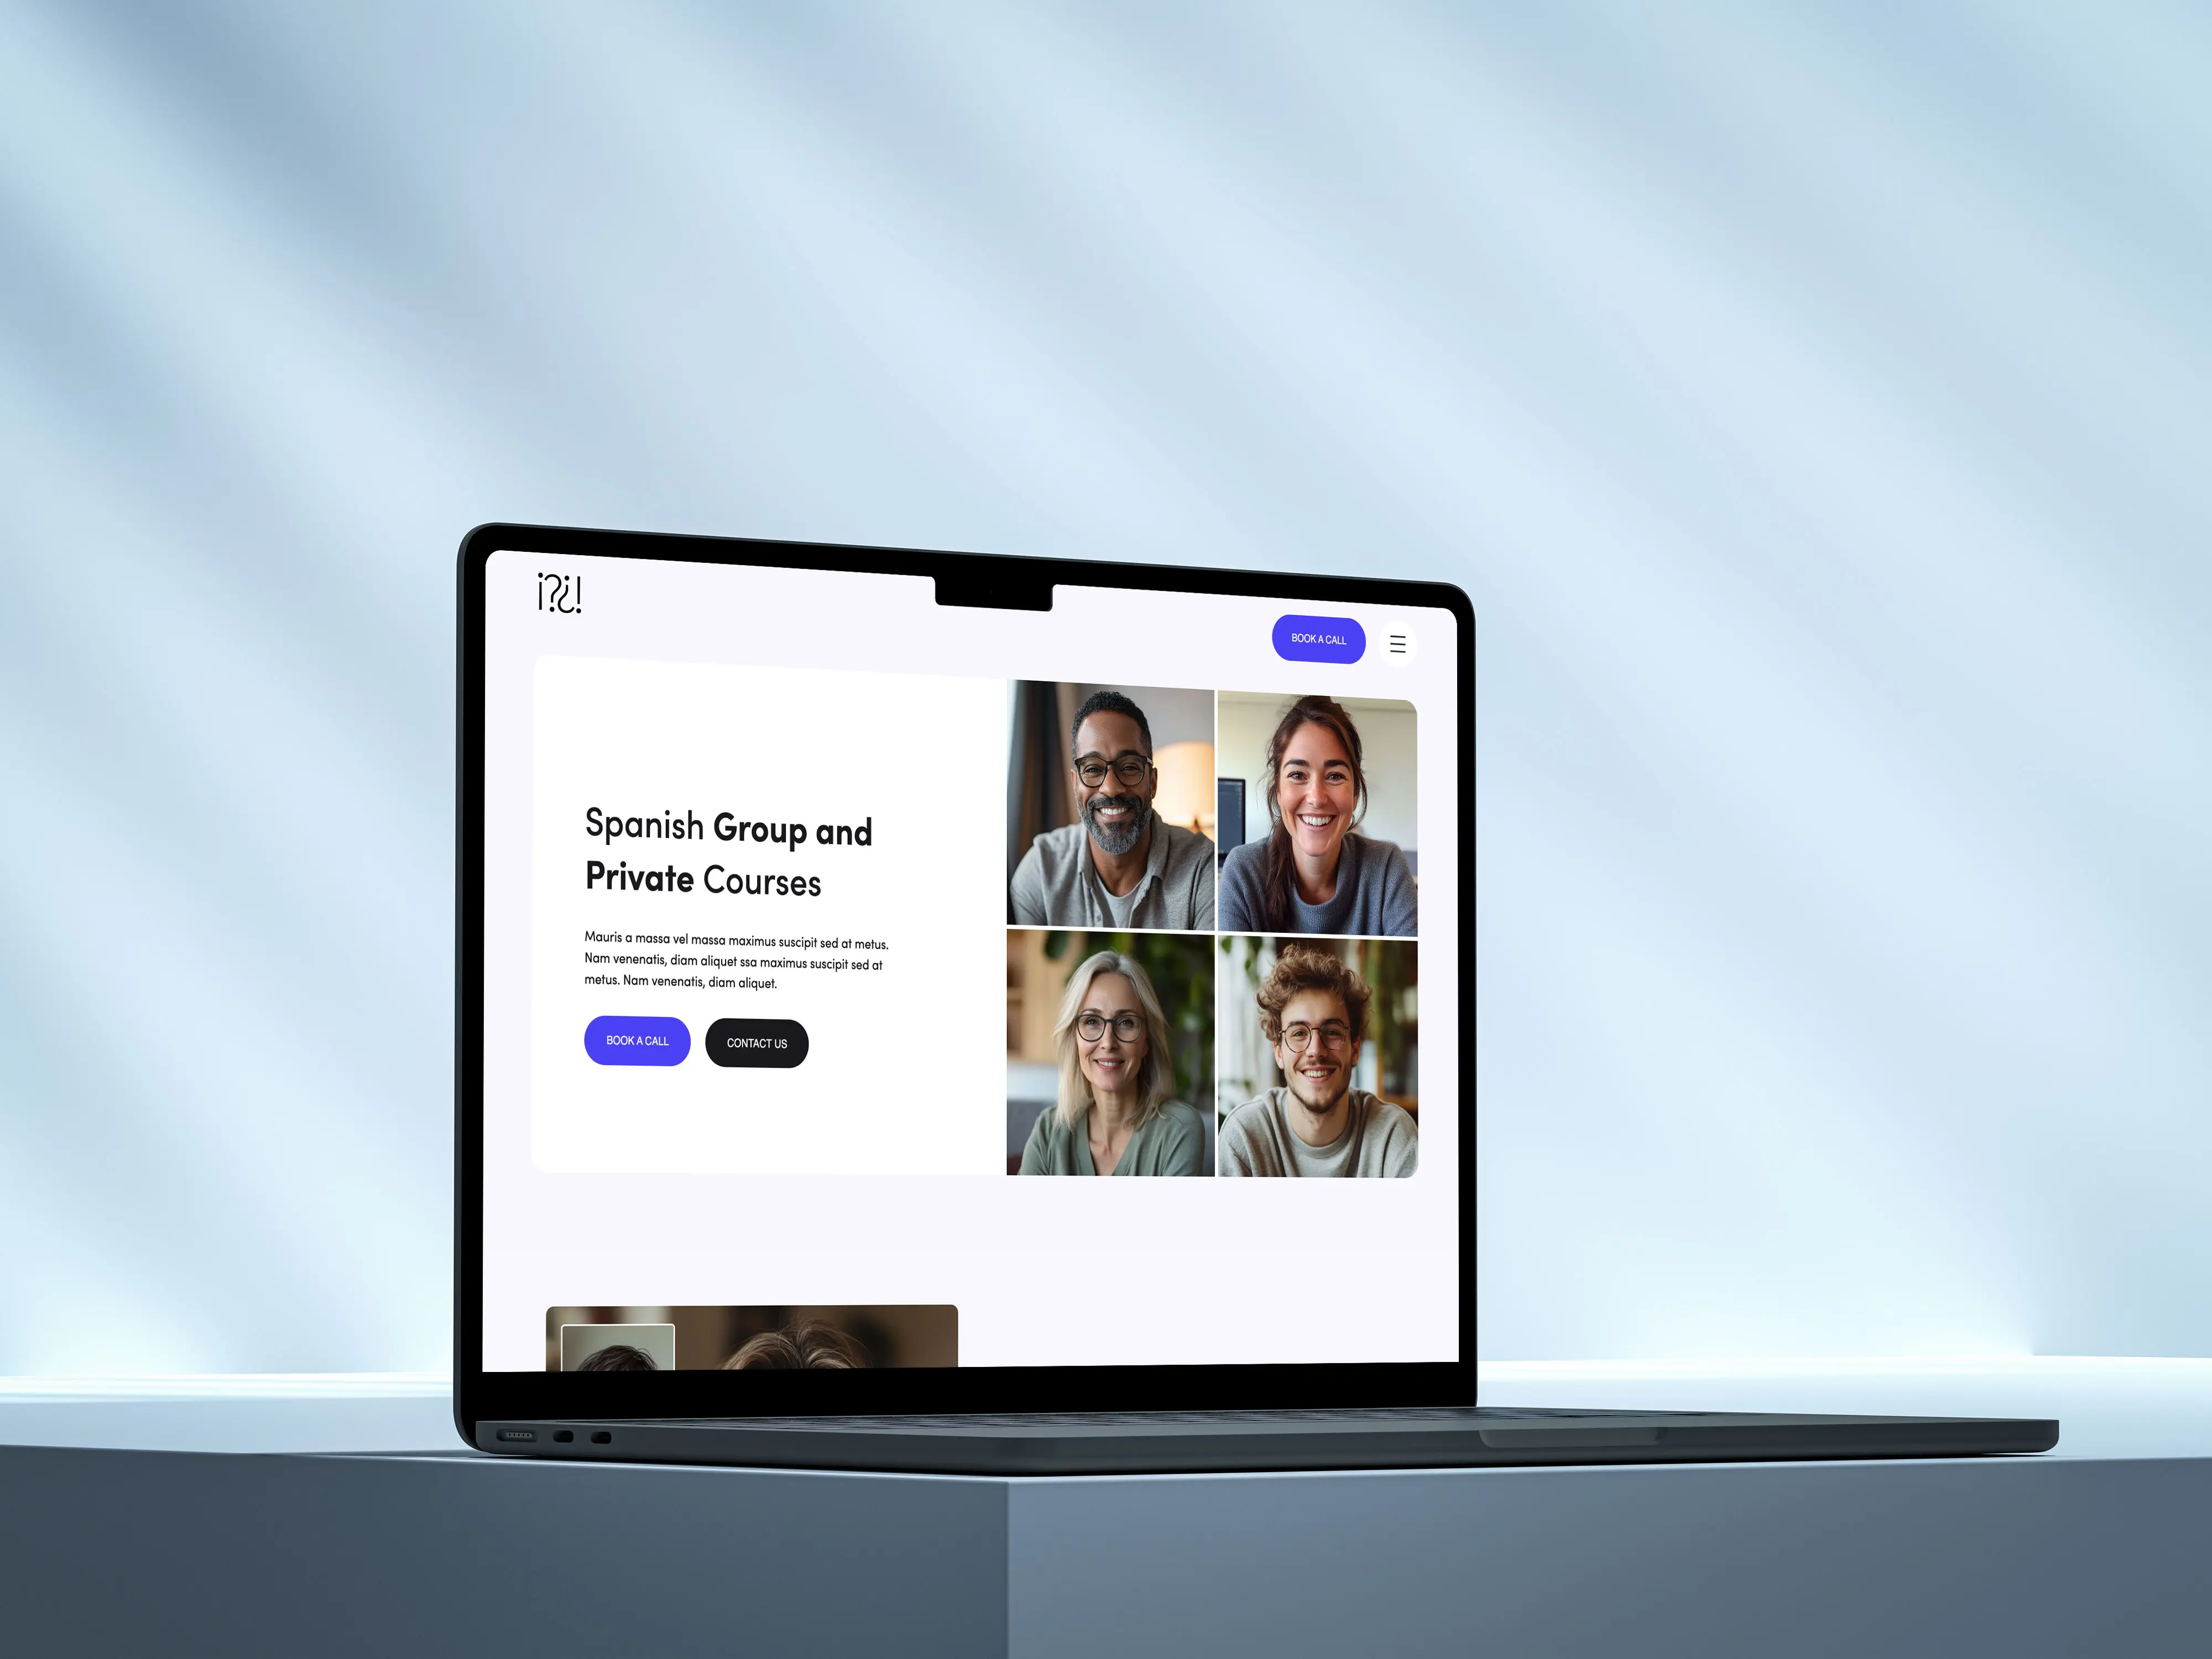 ¡?¿!
BOOK A CALL
Spanish Group and
Private Courses
Mauris a massa vel massa maximus suscipit sed at metus.
Nam venenatis, diam aliquet ssa maximus suscipit sed at
metus. Nam venenatis, diam aliquet.
BOOK A CALL
CONTACT US